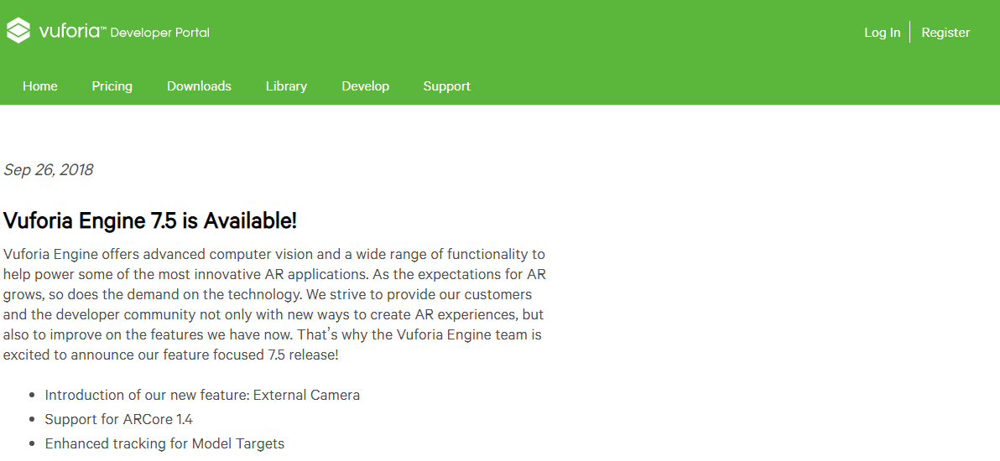 vuforia™ Developer Portal
Log In
Register
Home
Pricing
Downloads
Library
Develop
Support
Sep 26, 2018
Vuforia Engine 7.5 is Available!
Vuforia Engine offers advanced computer vision and a wide range of functionality to
help power some of the most innovative AR applications. As the expectations for AR
grows, so does the demand on the technology. We strive to provide our customers
and the developer community not only with new ways to create AR experiences, but
also to improve on the features we have now. That’s why the Vuforia Engine team is
excited to announce our feature focused 7.5 release!
• Introduction of our new feature: External Camera
• Support for ARCore 1.4
• Enhanced tracking for Model Targets